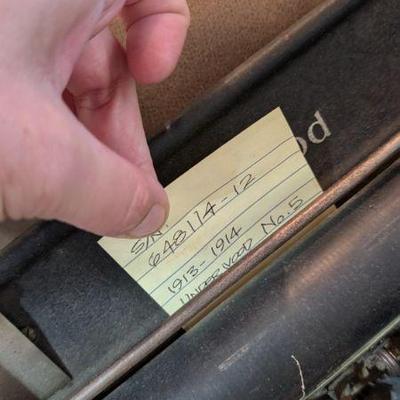 S/N
648114-12
1913-1914
UNDERWOOD No. 5
od